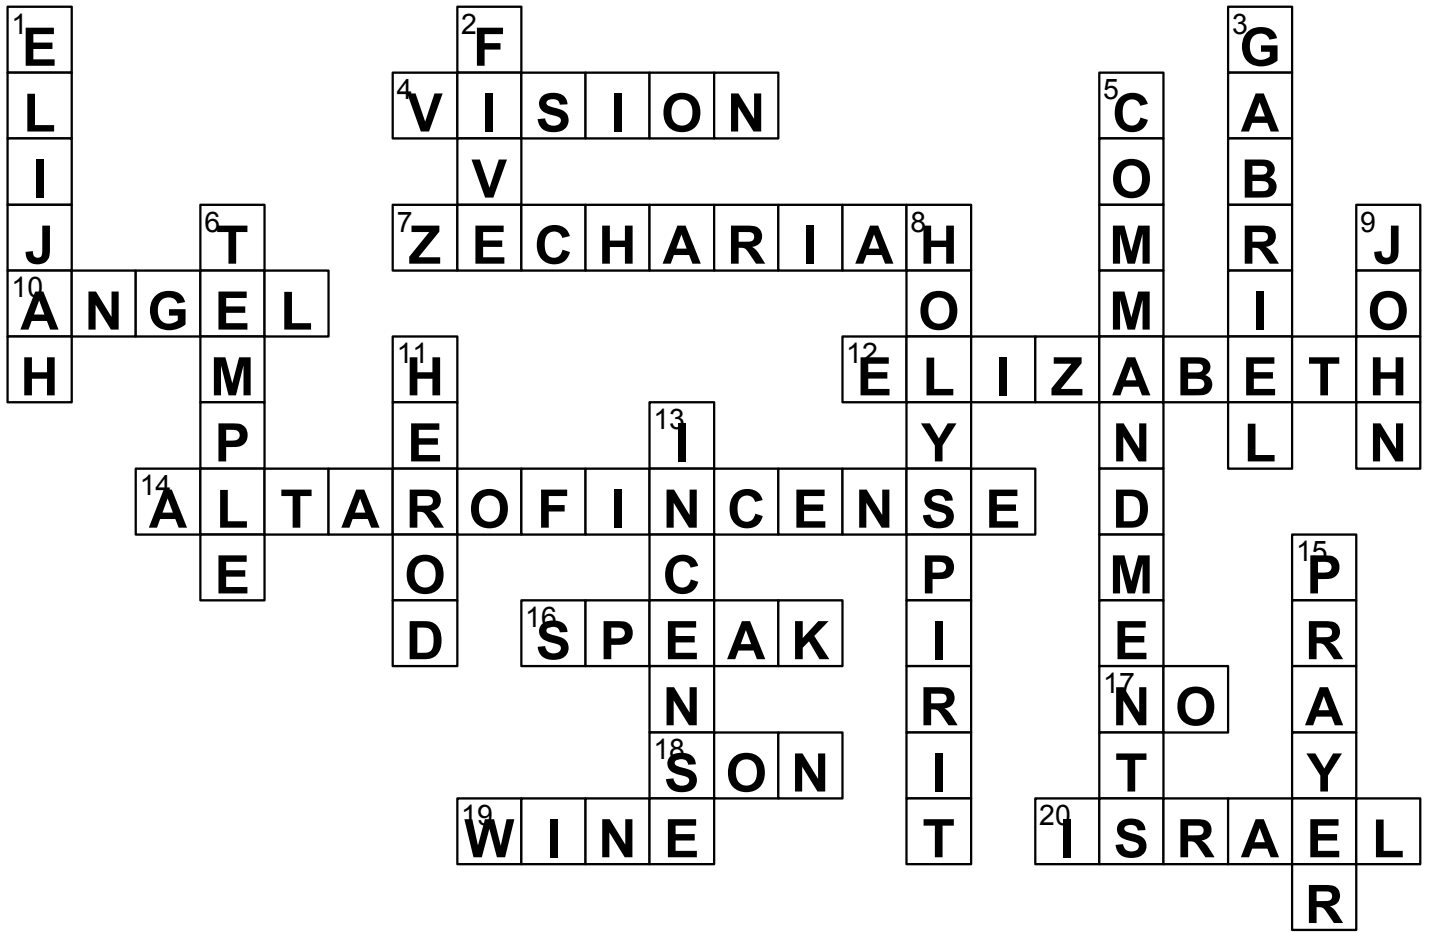 1 E 2 F 3 G
L 4 V I S I O N 5 C A
I V O B
J 6 T 7 Z E C H A R I A 8 H M R 9 J
10 A N G E L O M I O
H M 11 H 12 E L I Z A B E T H
P E 13 I Y N L N
14 A L T A R O F I N C E N S E D
E O C P M 15 P
D 16 S P E A K I E R
N R 17 N O A
18 S O N I T Y
19 W I N E T 20 I S R A E L
R